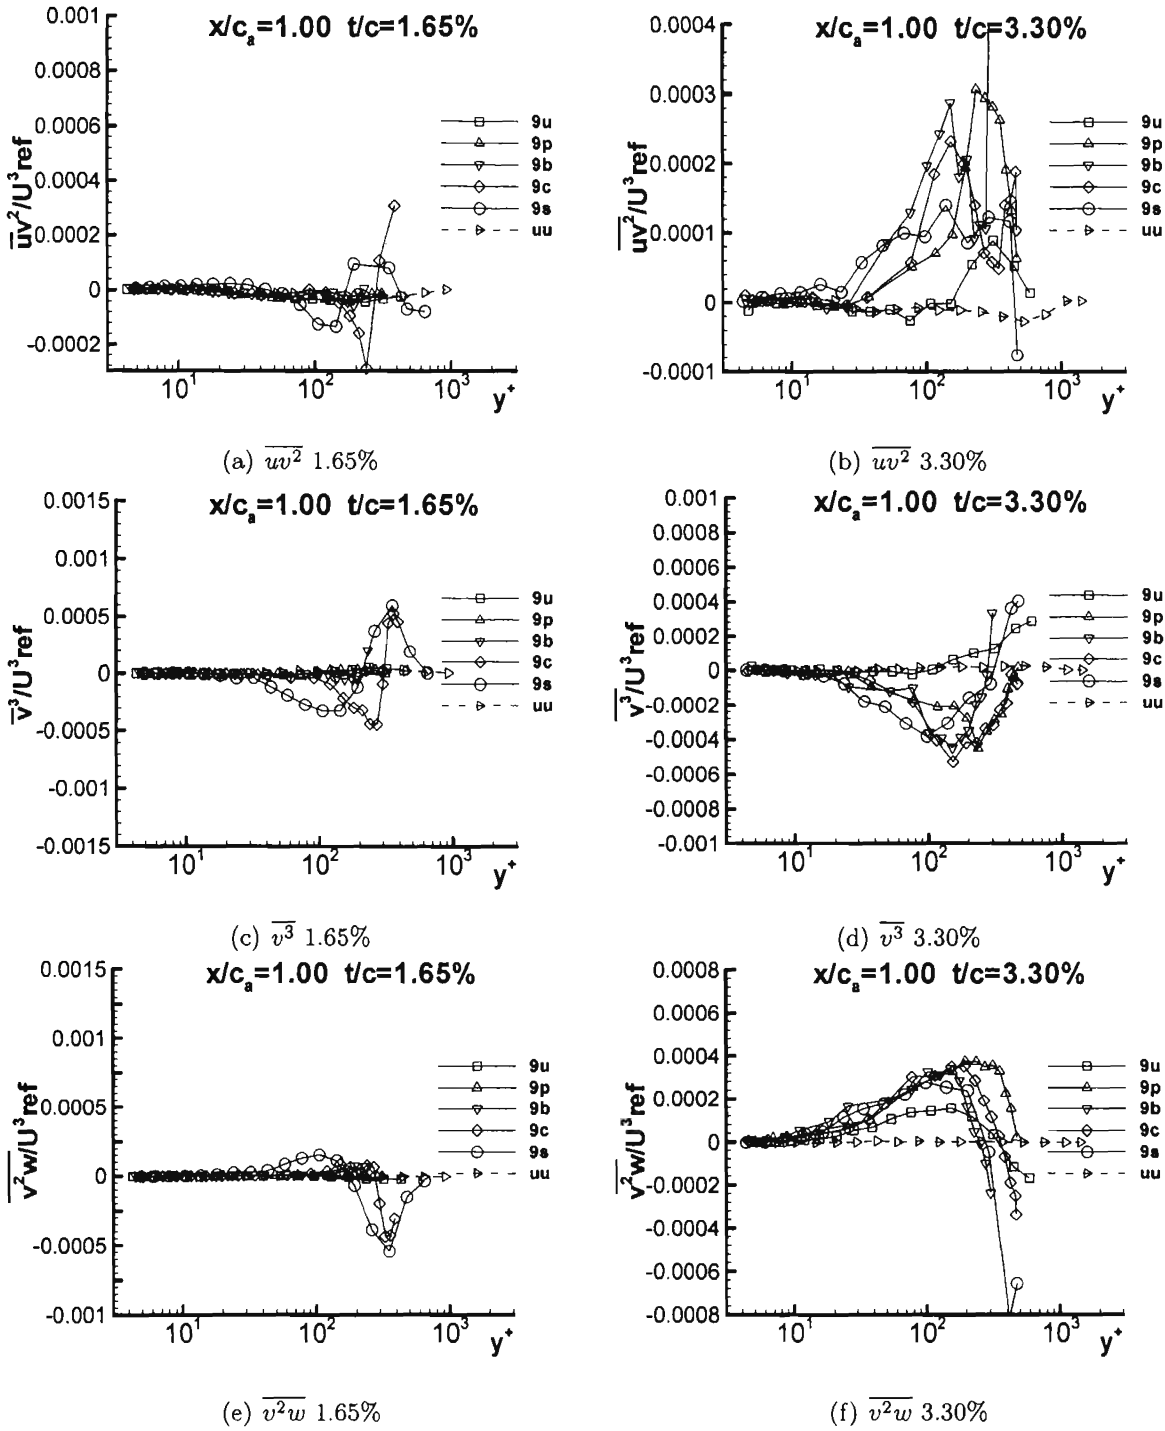 x/cₐ=1.00 t/c=1.65%
0.001
0.0008
0.0006
0.0004
0.0002
0
-0.0002
uv²/U³ref
10¹
10²
10³
y⁺
9u
9p
9b
9c
9s
uu
(a) uv² 1.65%
x/cₐ=1.00 t/c=3.30%
0.0004
0.0003
0.0002
0.0001
0
-0.0001
uv²/U³ref
10¹
10²
10³
y⁺
9u
9p
9b
9c
9s
uu
(b) uv² 3.30%
x/cₐ=1.00 t/c=1.65%
0.0015
0.001
0.0005
0
-0.0005
-0.001
-0.0015
v³/U³ref
10¹
10²
10³
y⁺
9u
9p
9b
9c
9s
uu
(c) v³ 1.65%
x/cₐ=1.00 t/c=3.30%
0.001
0.0008
0.0006
0.0004
0.0002
0
-0.0002
-0.0004
-0.0006
-0.0008
-0.001
v³/U³ref
10¹
10²
10³
y⁺
9u
9p
9b
9c
9s
uu
(d) v³ 3.30%
x/cₐ=1.00 t/c=1.65%
0.0015
0.001
0.0005
0
-0.0005
-0.001
v²w/U³ref
10¹
10²
10³
y⁺
9u
9p
9b
9c
9s
uu
(e) v²w 1.65%
x/cₐ=1.00 t/c=3.30%
0.0008
0.0006
0.0004
0.0002
0
-0.0002
-0.0004
-0.0006
-0.0008
v²w/U³ref
10¹
10²
10³
y⁺
9u
9p
9b
9c
9s
uu
(f) v²w 3.30%